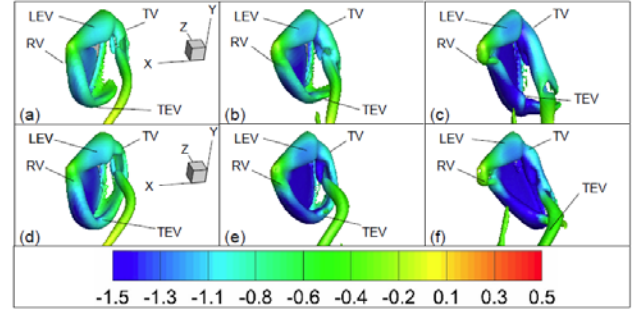 LEV TV Y
RV Z
X
(a) TEV
LEV TV
RV
(b) TEV
LEV TV
RV
(c) TEV
LEV TV Y
RV Z
X
(d) TEV
LEV TV
RV
(e) TEV
LEV TV
RV TEV
(f)
-1.5 -1.3 -1.1 -0.8 -0.6 -0.4 -0.2 0.1 0.3 0.5